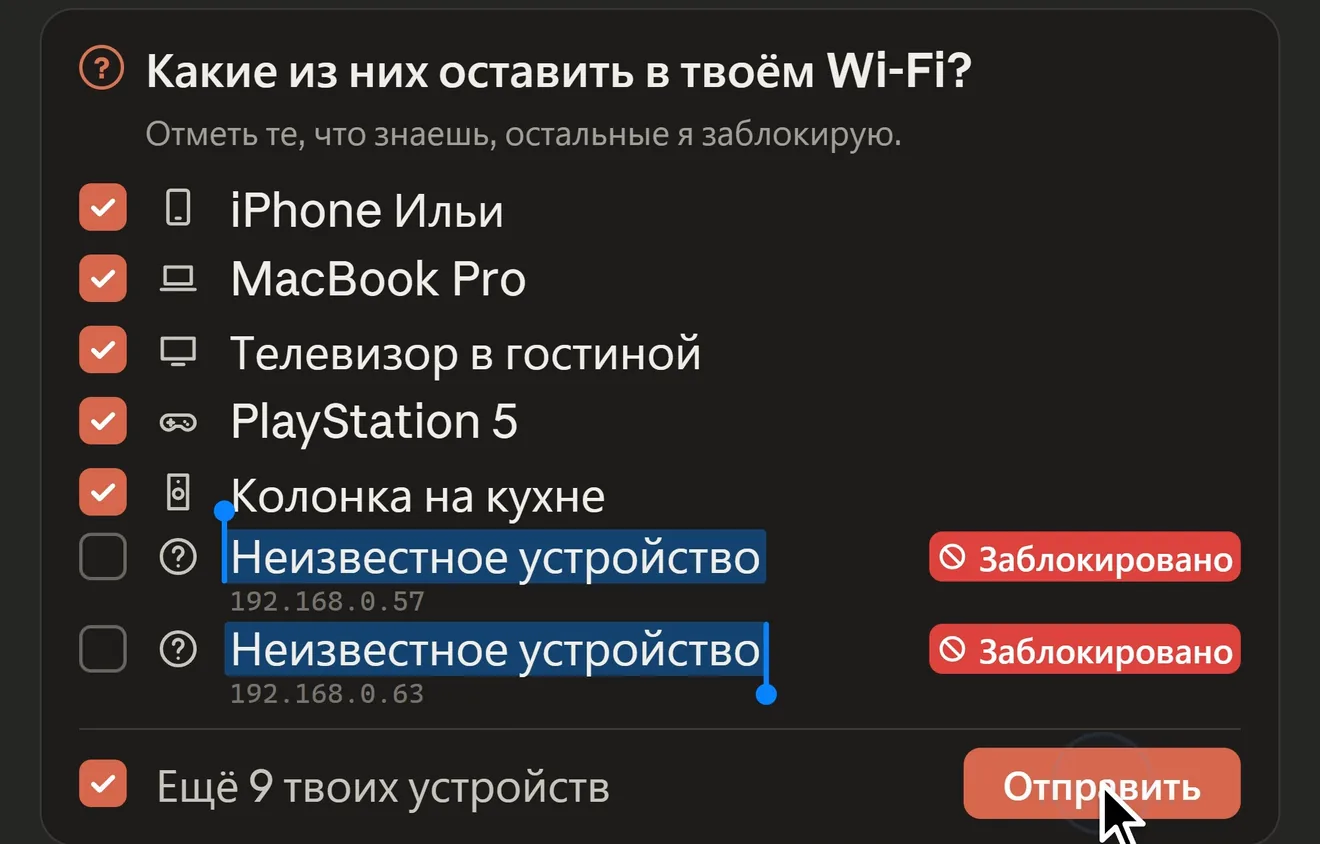 Какие из них оставить в твоём Wi-Fi?
Отметь те, что знаешь, остальные я заблокирую.
iPhone Ильи
MacBook Pro
Телевизор в гостиной
PlayStation 5
Колонка на кухне
Неизвестное устройство Заблокировано
192.168.0.57
Неизвестное устройство Заблокировано
192.168.0.63
Ещё 9 твоих устройств Отправить